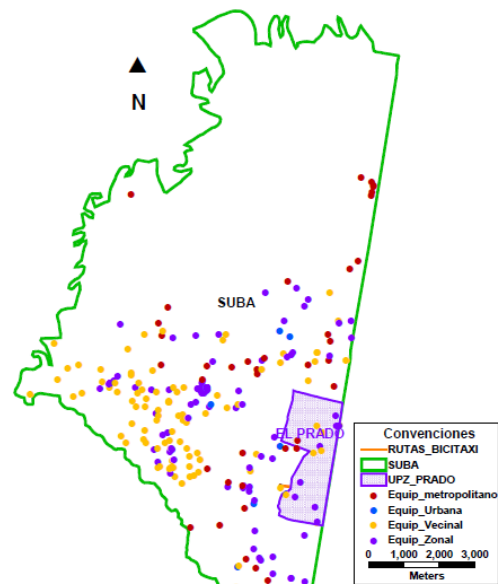 N
SUBA
EL PRADO
Convenciones
RUTAS_BICITAXI
SUBA
UPZ_PRADO
Equip_metropolitano
Equip_Urbana
Equip_Vecinal
Equip_Zonal
0 1,000 2,000 3,000
Meters